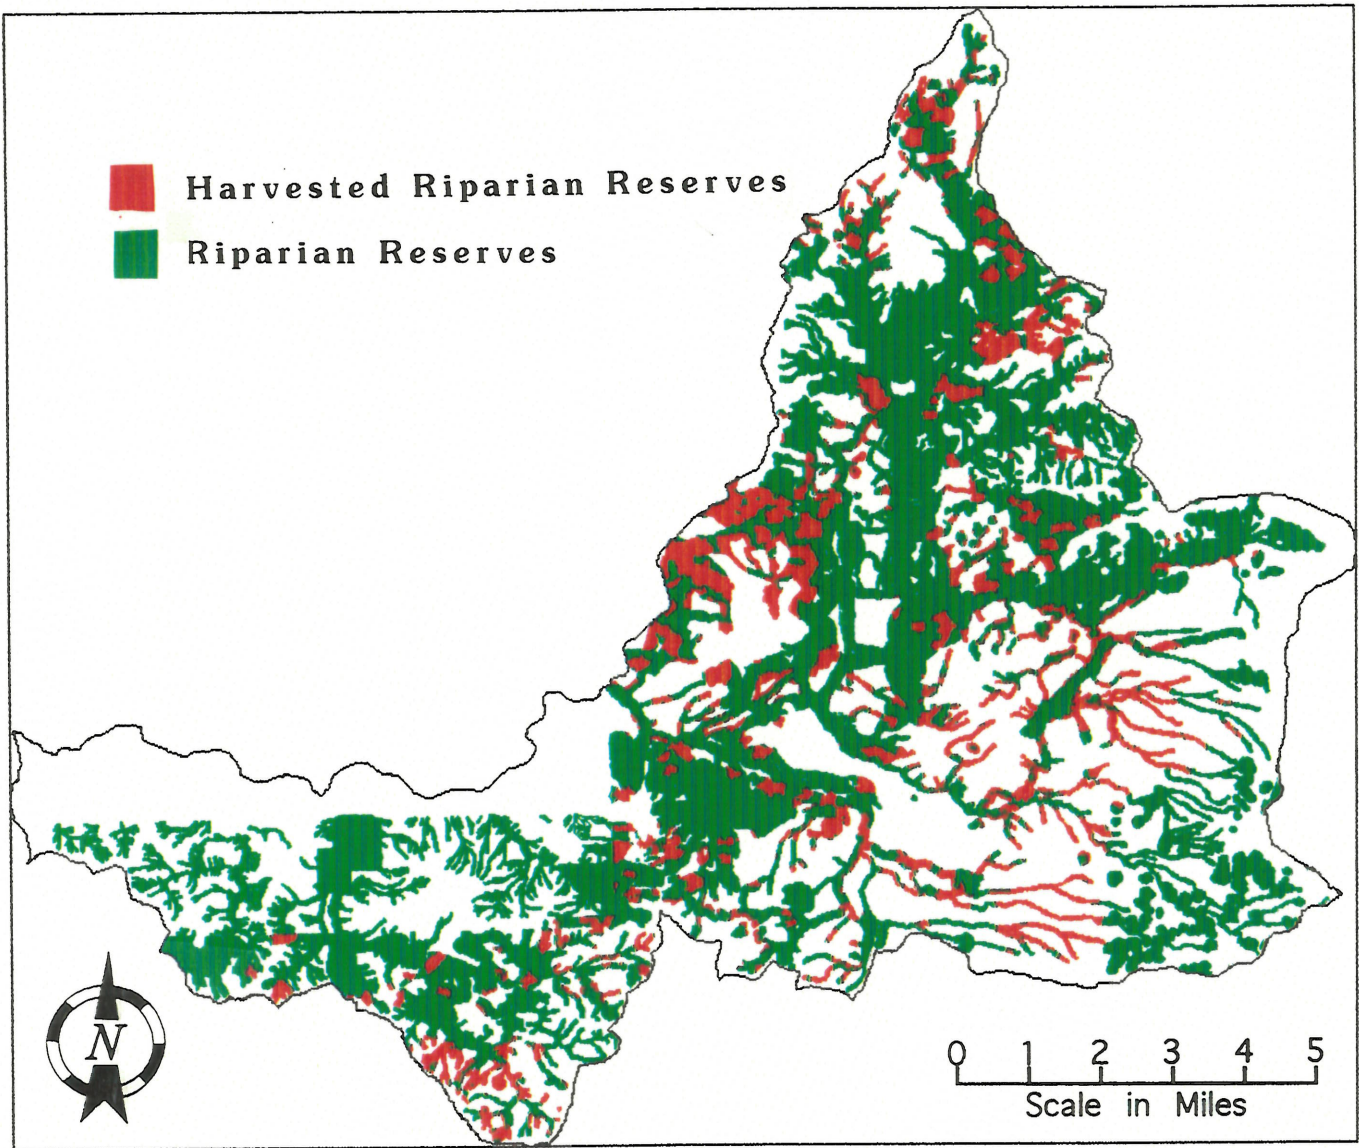 Harvested Riparian Reserves
Riparian Reserves
N
0 1 2 3 4 5
Scale in Miles